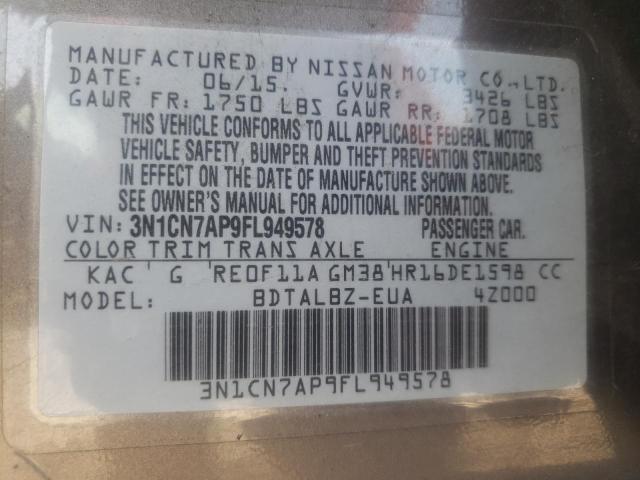 MANUFACTURED BY NISSAN MOTOR CO.,LTD.
DATE: 06/15. GVWR: 3426 LBS
GAWR FR: 1750 LBS GAWR RR: 1708 LBS
THIS VEHICLE CONFORMS TO ALL APPLICABLE FEDERAL MOTOR
VEHICLE SAFETY, BUMPER AND THEFT PREVENTION STANDARDS
IN EFFECT ON THE DATE OF MANUFACTURE SHOWN ABOVE.
SEE OWNER'S MANUAL FOR ADDITIONAL INFORMATION.
VIN: 3N1CN7AP9FL949578 PASSENGER CAR.
COLOR TRIM TRANS AXLE ENGINE
KAC G RE0F11A GM38 HR16DE1598 CC
MODEL: BDTALBZ-EUA 4Z000
3N1CN7AP9FL949578